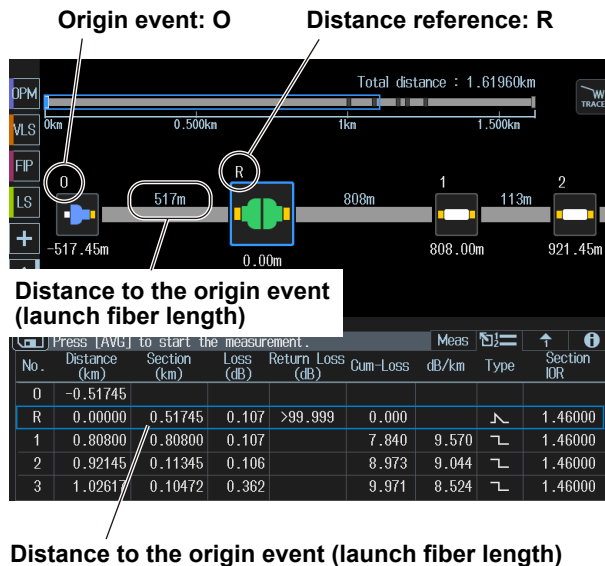 Origin event: O
Distance reference: R
Total distance : 1.61960km
OPM
W
TRACE
VLS
0km 0.500km 1km 1.500km
FIP
O R 1 2
LS
517m 808m 113m
+
-517.45m 0.00m 808.00m 921.45m
Distance to the origin event
(launch fiber length)
Press [AVG] to start the measurement. Meas
No. Distance (km) Section (km) Loss (dB) Return Loss (dB) Cum-Loss dB/km Type Section IOR
0 -0.51745
R 0.00000 0.51745 0.107 >99.999 0.000 1.46000
1 0.80800 0.80800 0.107 7.840 9.570 1.46000
2 0.92145 0.11345 0.106 8.973 9.044 1.46000
3 1.02617 0.10472 0.362 9.971 8.524 1.46000
Distance to the origin event (launch fiber length)